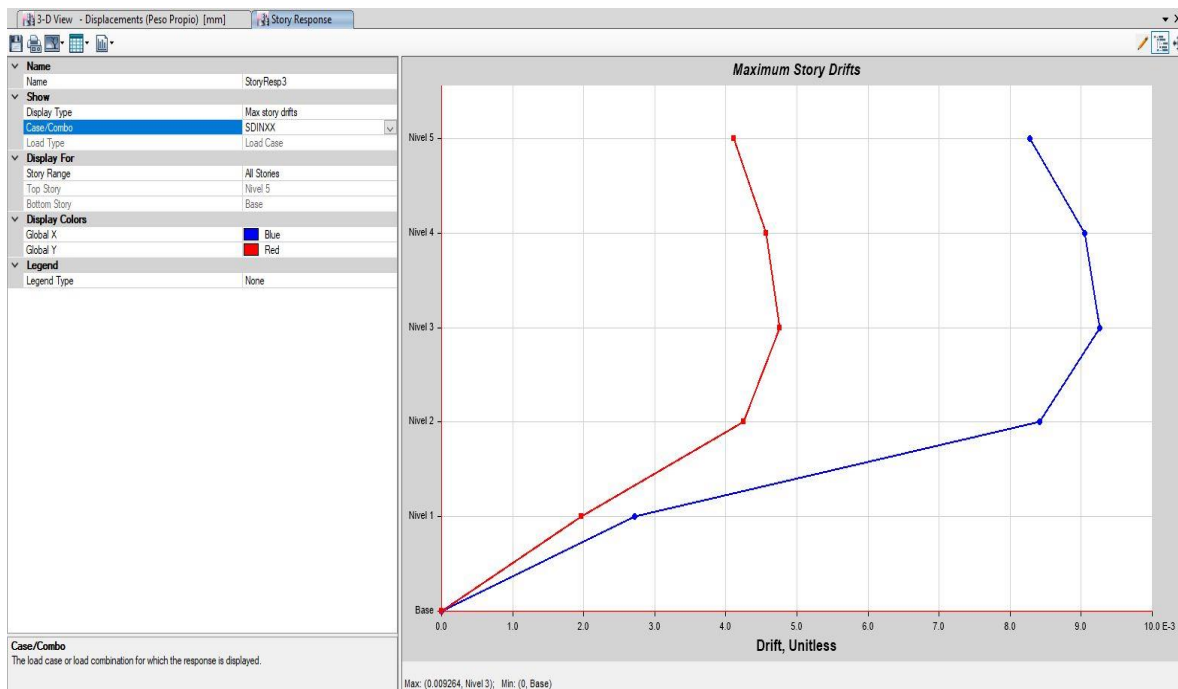 3-D View - Displacements (Peso Propio) [mm]
Story Response
Name
Name StoryResp3
Show
Display Type Max story drifts
Case/Combo SDINXX
Load Type Load Case
Display For
Story Range All Stories
Top Story Nivel 5
Bottom Story Base
Display Colors
Global X Blue
Global Y Red
Legend
Legend Type None
Case/Combo
The load case or load combination for which the response is displayed.
Maximum Story Drifts
Nivel 5
Nivel 4
Nivel 3
Nivel 2
Nivel 1
Base
0.0 1.0 2.0 3.0 4.0 5.0 6.0 7.0 8.0 9.0 10.0 E-3
Drift, Unitless
Max: (0.009264, Nivel 3); Min: (0, Base)